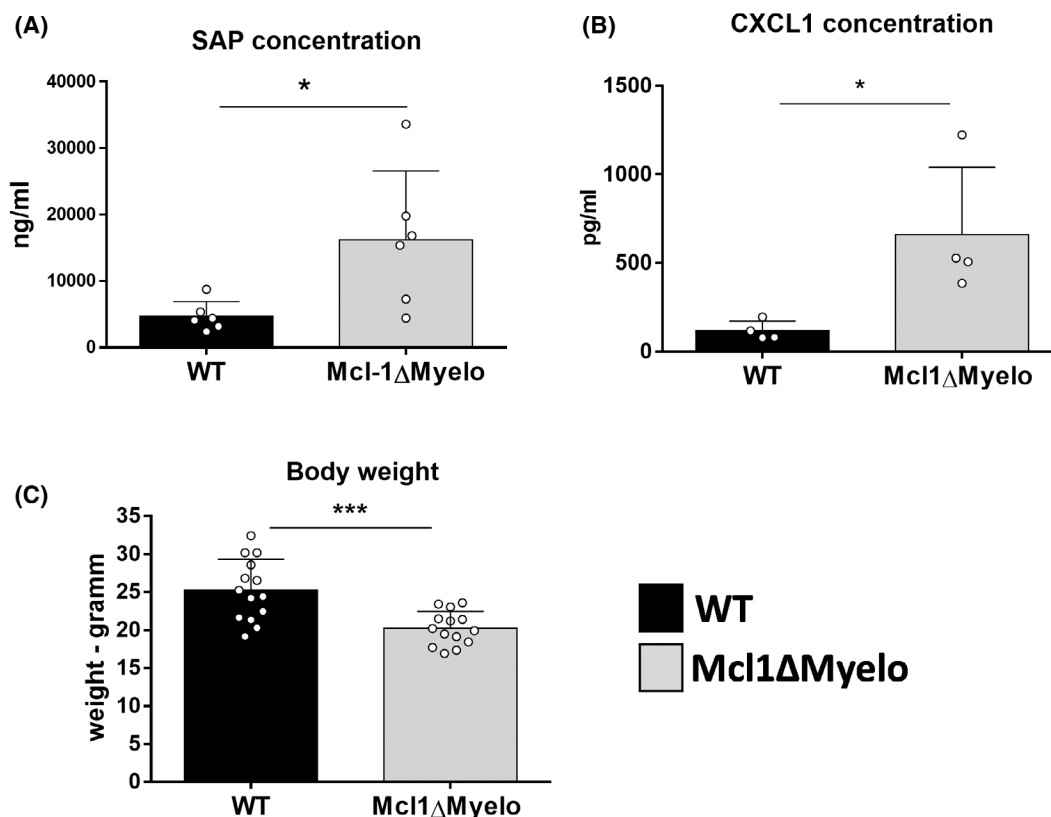 (A)
SAP concentration
ng/ml
40000
30000
20000
10000
0
*
WT
Mcl-1ΔMyelo
(B)
CXCL1 concentration
pg/ml
1500
1000
500
0
*
WT
Mcl1ΔMyelo
(C)
Body weight
weight - gramm
35
30
25
20
15
10
5
0
***
WT
Mcl1ΔMyelo
WT
Mcl1ΔMyelo